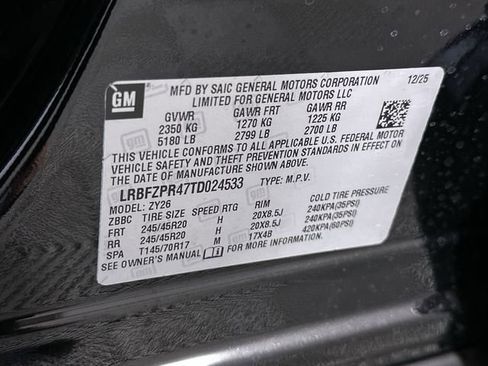 GM
MFD BY SAIC GENERAL MOTORS CORPORATION 12/25
LIMITED FOR GENERAL MOTORS LLC
GVWR GAWR FRT GAWR RR
2350 KG 1270 KG 1225 KG
5180 LB 2799 LB 2700 LB
THIS VEHICLE CONFORMS TO ALL APPLICABLE U.S. FEDERAL MOTOR
VEHICLE SAFETY AND THEFT PREVENTION STANDARDS IN EFFECT ON
THE DATE OF MANUFACTURE SHOWN ABOVE.
LRBFZPR47TD024533 TYPE: M.P.V.
MODEL: ZY26
ZBBC TIRE SIZE SPEED RTG RIM COLD TIRE PRESSURE
FRT 245/45R20 H 20X8.5J 240KPA(35PSI)
RR 245/45R20 H 20X8.5J 240KPA(35PSI)
SPA T145/70R17 M 17X4B 420KPA(60PSI)
SEE OWNER'S MANUAL FOR MORE INFORMATION.